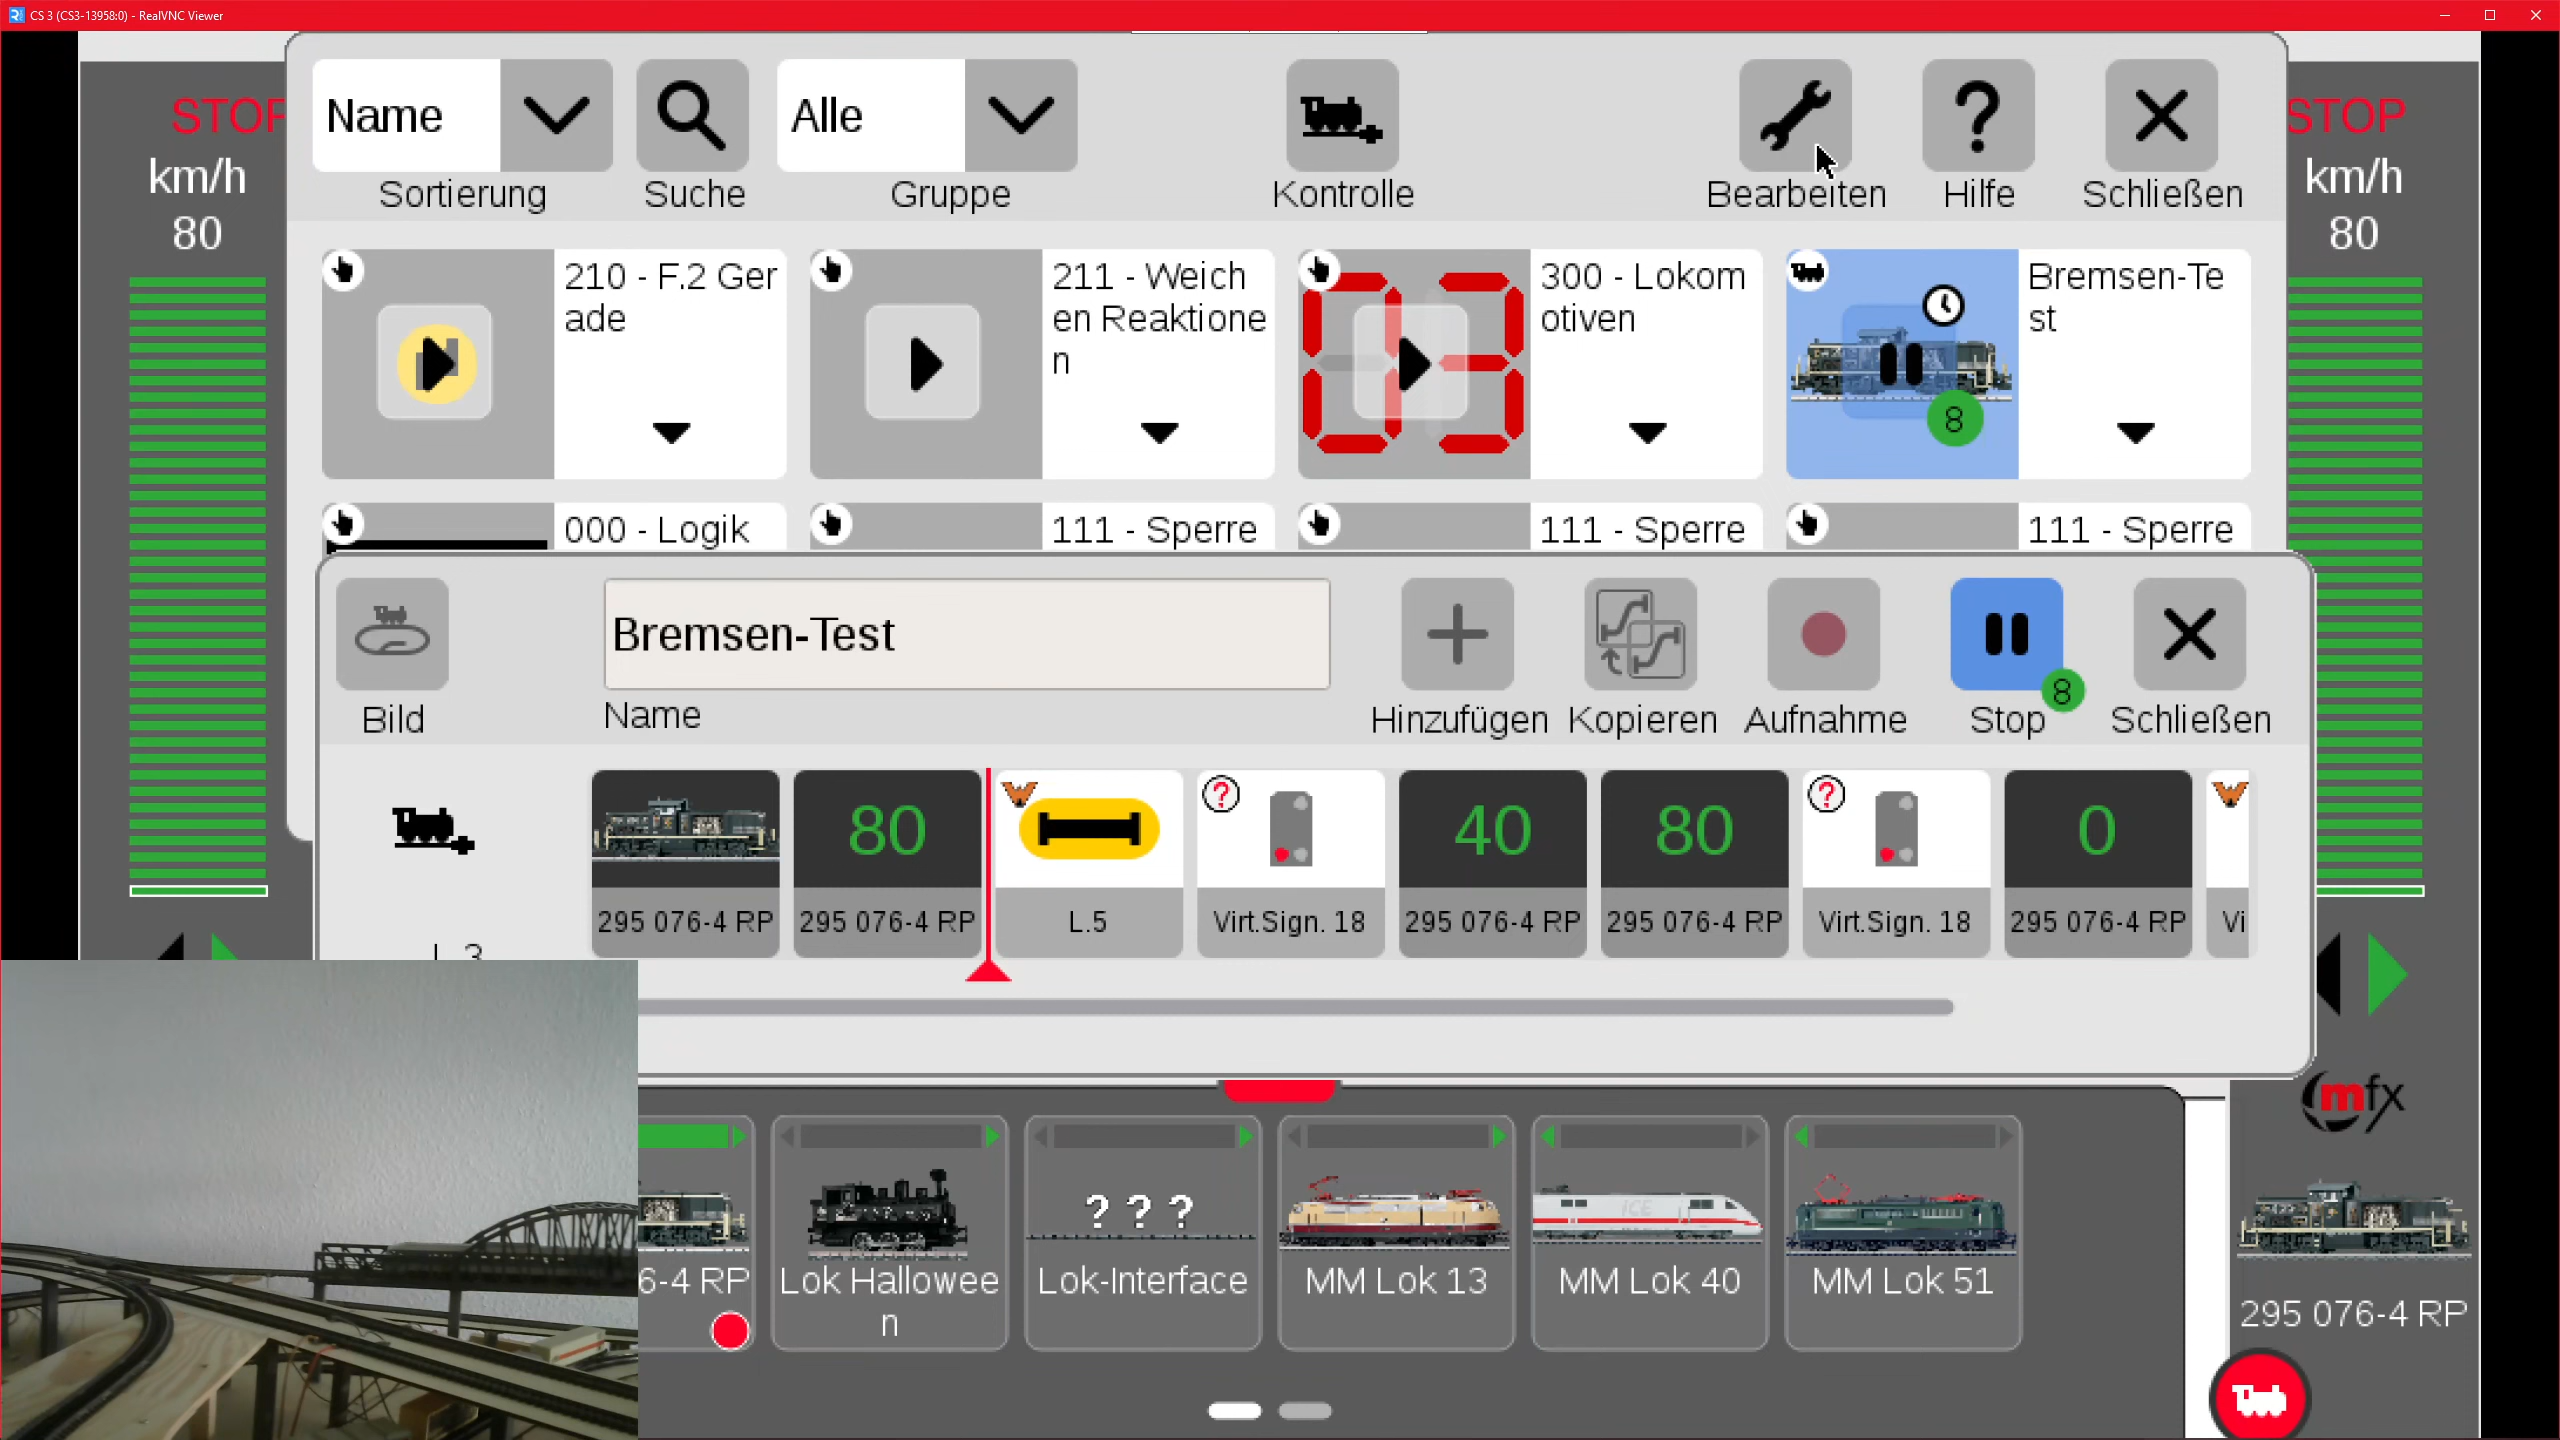 CS 3 (CS3-13958:0) - RealVNC Viewer
STOP
km/h
80
Name
Sortierung
Suche
Alle
Gruppe
Kontrolle
Bearbeiten
?
Hilfe
Schließen
STOP
km/h
80
210 - F.2 Ger
ade
211 - Weich
en Reaktione
n
300 - Lokom
otiven
8
Bremsen-Te
st
000 - Logik
111 - Sperre
111 - Sperre
111 - Sperre
Bild
Bremsen-Test
Name
Hinzufügen
Kopieren
Aufnahme
8
Stop
Schließen
295 076-4 RP
80
295 076-4 RP
L.5
?
Virt.Sign. 18
40
295 076-4 RP
80
295 076-4 RP
?
Virt.Sign. 18
0
295 076-4 RP
Vi
mfx
6-4 RP
Lok Hallowee
n
? ? ?
Lok-Interface
MM Lok 13
ICE
MM Lok 40
MM Lok 51
295 076-4 RP